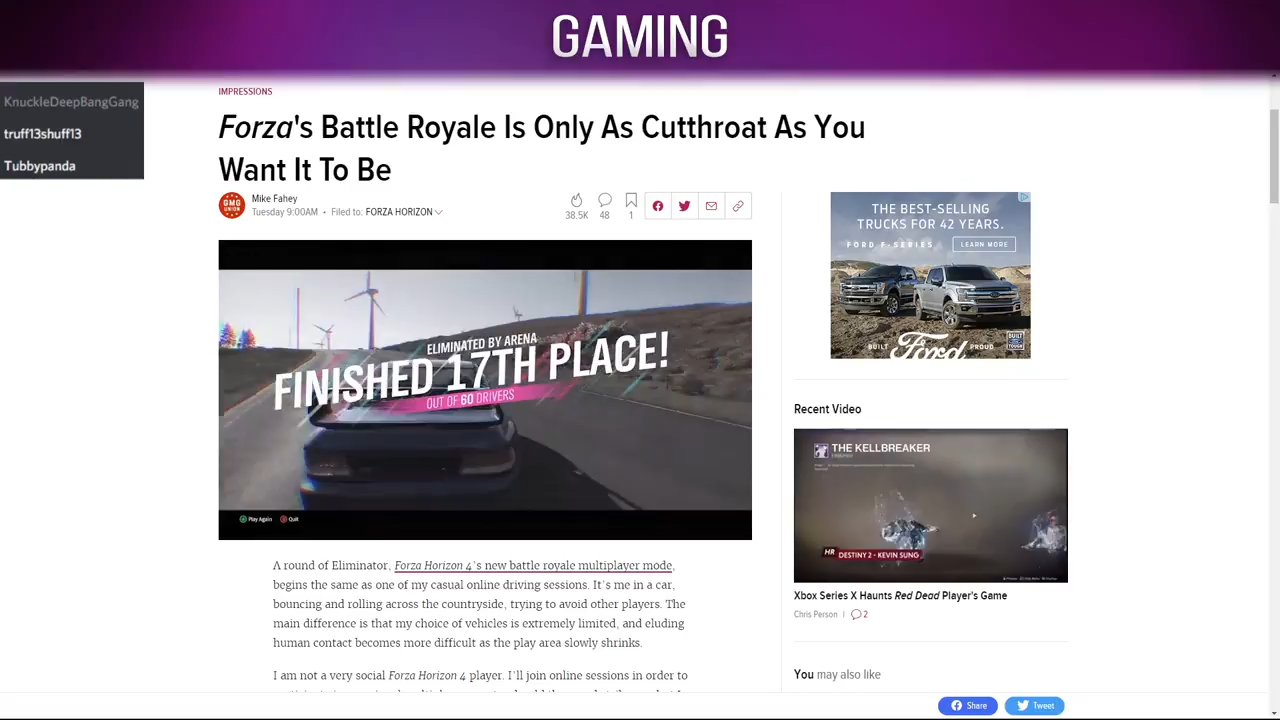 GAMING
KnuckleDeepBangGang
truff13shuff13
Tubbypanda
IMPRESSIONS
Forza's Battle Royale Is Only As Cutthroat As You
Want It To Be
GMG
UNION
Mike Fahey
Tuesday 9:00AM • Filed to: FORZA HORIZON
38.5K 48 1
ELIMINATED BY ARENA
FINISHED 17TH PLACE!
OUT OF 60 DRIVERS
Play Again Quit
A round of Eliminator, Forza Horizon 4's new battle royale multiplayer mode,
begins the same as one of my casual online driving sessions. It's me in a car,
bouncing and rolling across the countryside, trying to avoid other players. The
main difference is that my choice of vehicles is extremely limited, and eluding
human contact becomes more difficult as the play area slowly shrinks.
I am not a very social Forza Horizon 4 player. I'll join online sessions in order to
THE BEST-SELLING
TRUCKS FOR 42 YEARS.
FORD F-SERIES LEARN MORE
BUILT Ford PROUD
Recent Video
THE KELLBREAKER
HR DESTINY 2 - KEVIN SUNG
Xbox Series X Haunts Red Dead Player's Game
Chris Person | 2
You may also like
Share Tweet